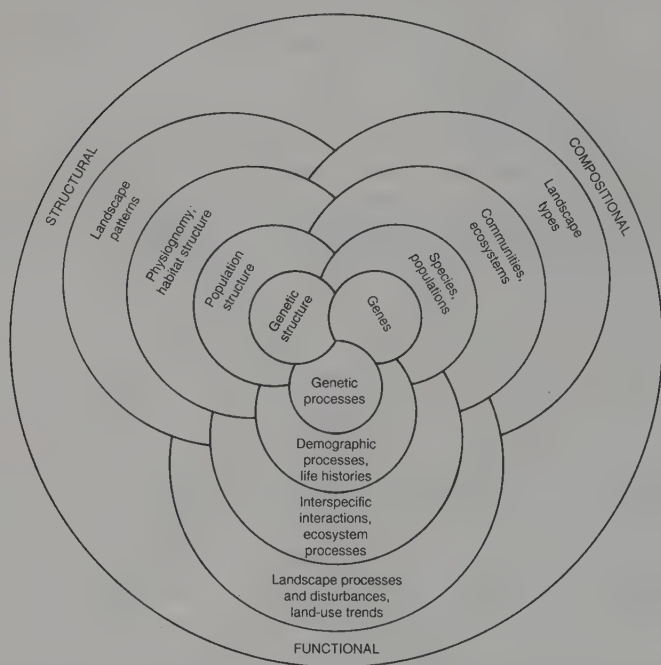 STRUCTURAL
Landscape
patterns
Physiognomy,
habitat structure
Population
structure
Genetic
structure
COMPOSITIONAL
Landscape
types
Communities,
ecosystems
Species,
populations
Genes
Genetic
processes
Demographic
processes,
life histories
Interspecific
interactions,
ecosystem
processes
Landscape processes
and disturbances,
land-use trends
FUNCTIONAL